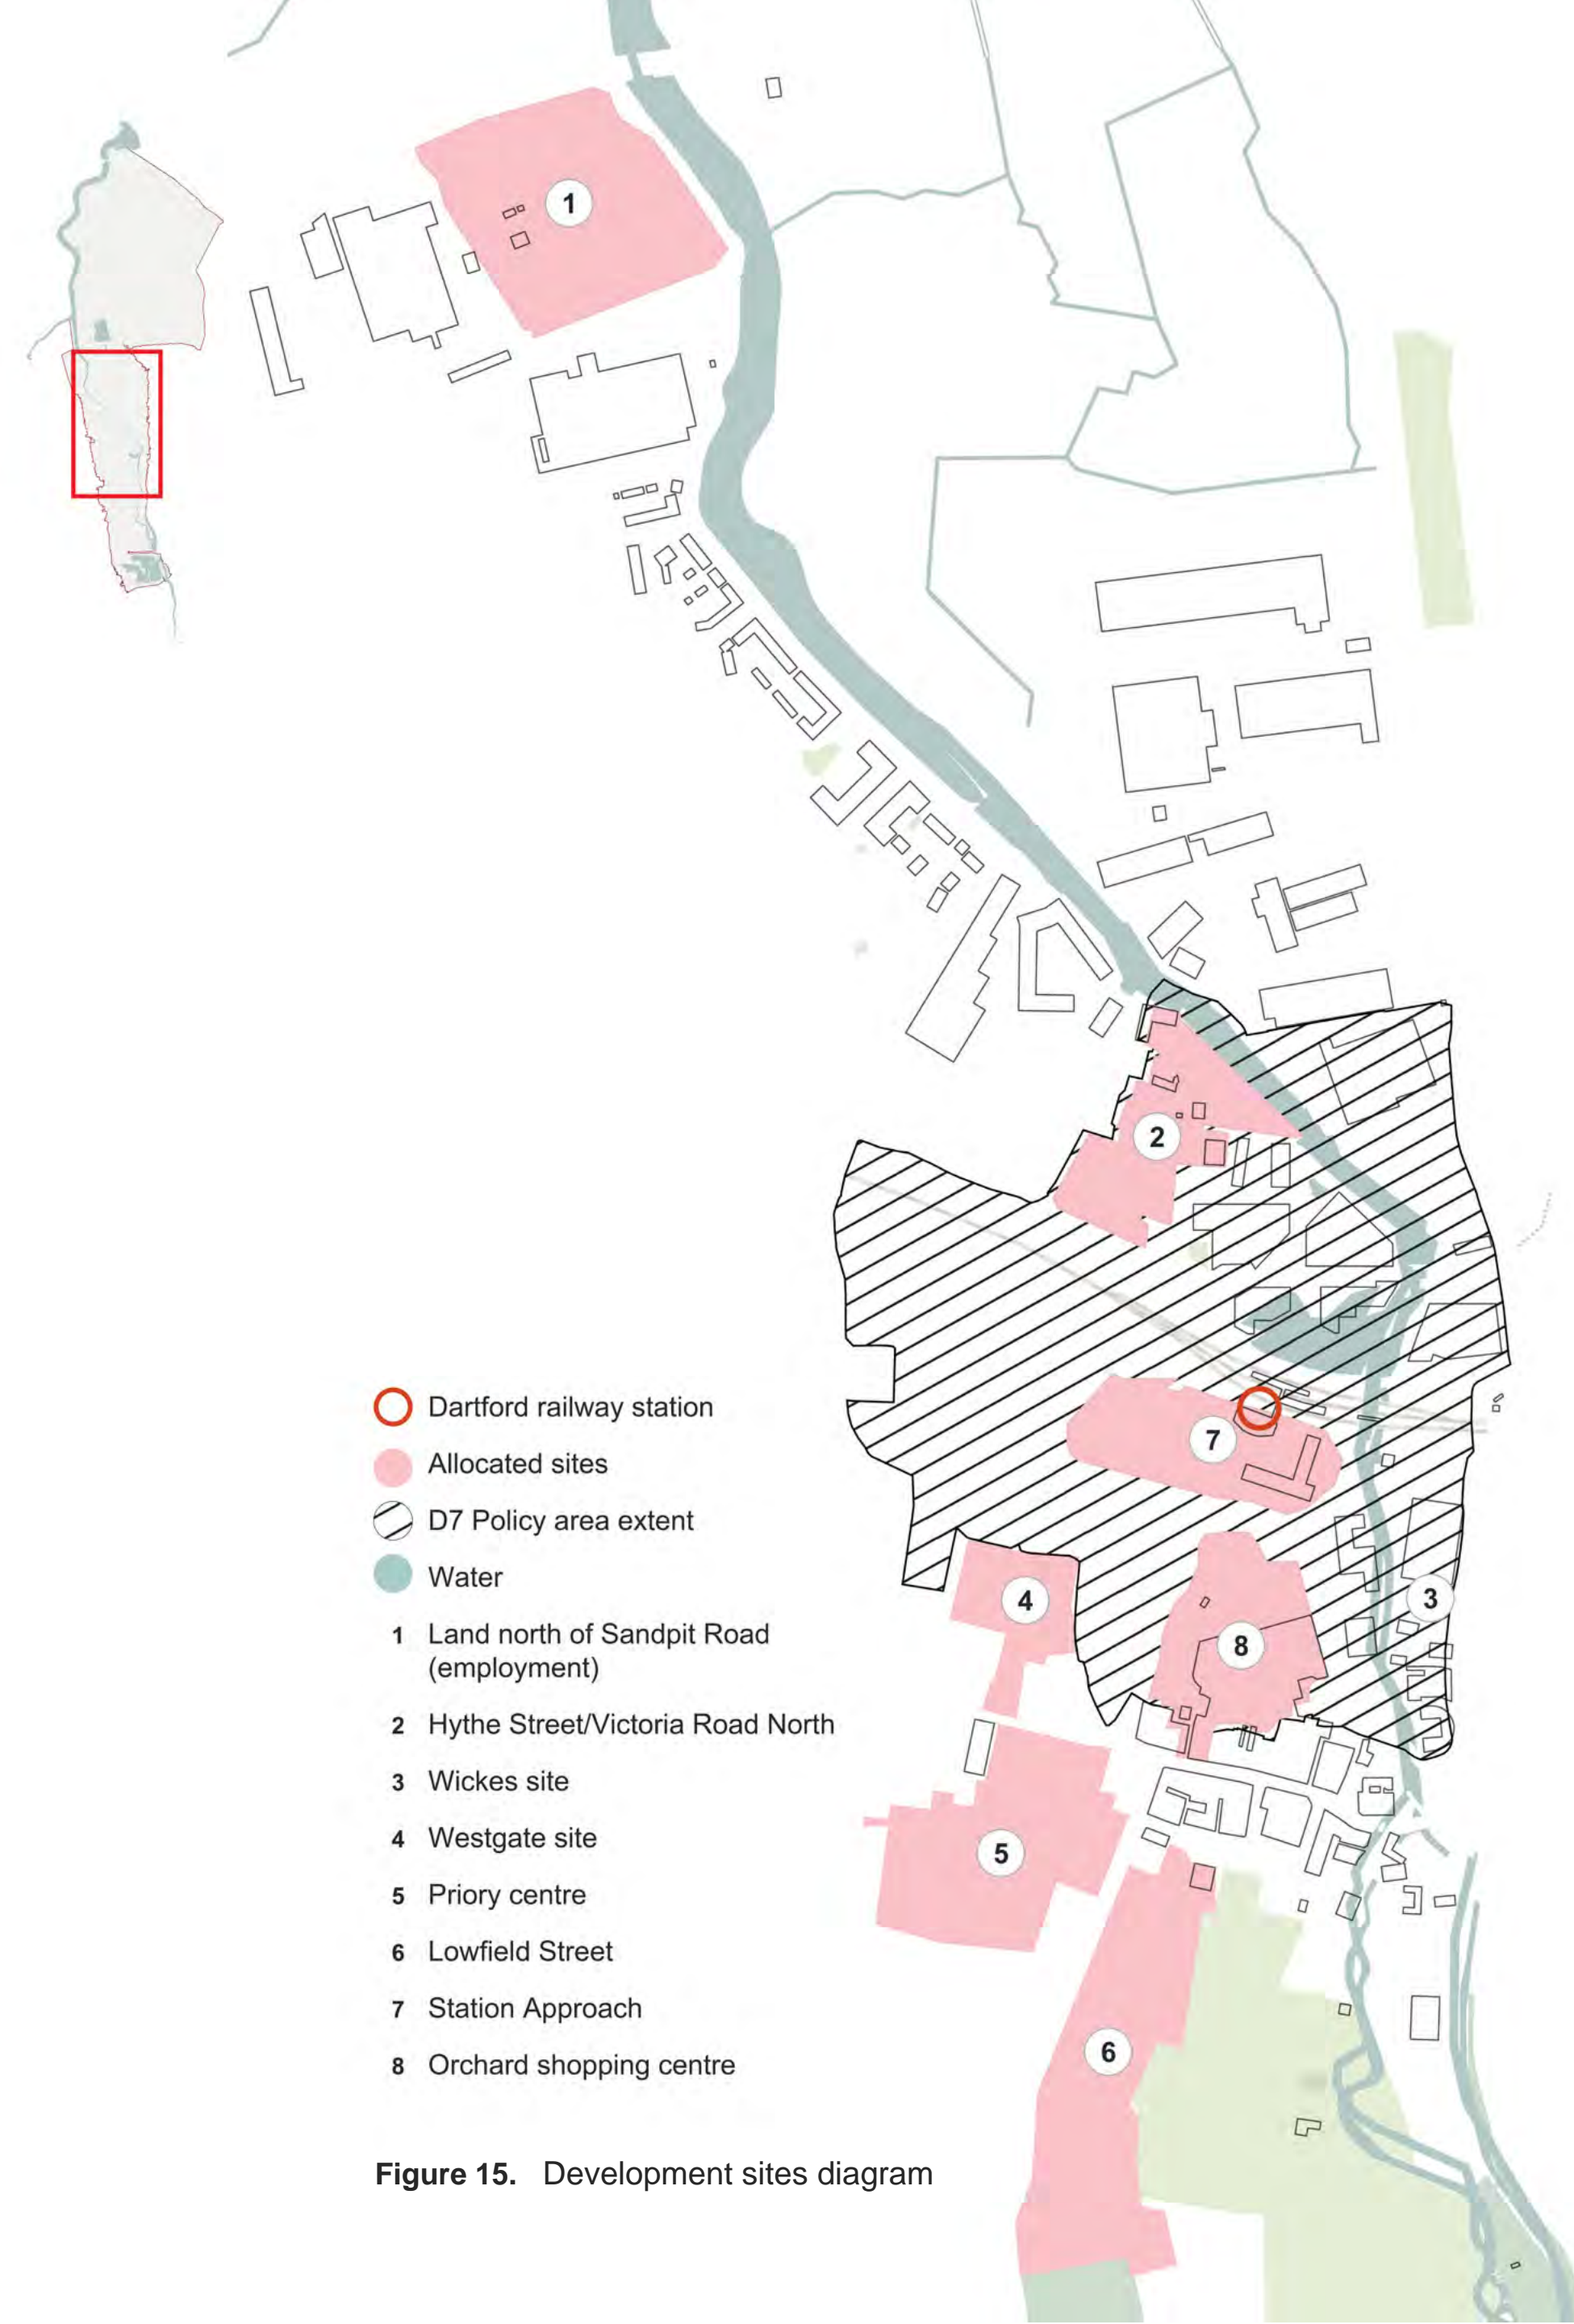 1
2
7
4
3
8
5
6
Dartford railway station
Allocated sites
D7 Policy area extent
Water
1 Land north of Sandpit Road
(employment)
2 Hythe Street/Victoria Road North
3 Wickes site
4 Westgate site
5 Priory centre
6 Lowfield Street
7 Station Approach
8 Orchard shopping centre
Figure 15. Development sites diagram